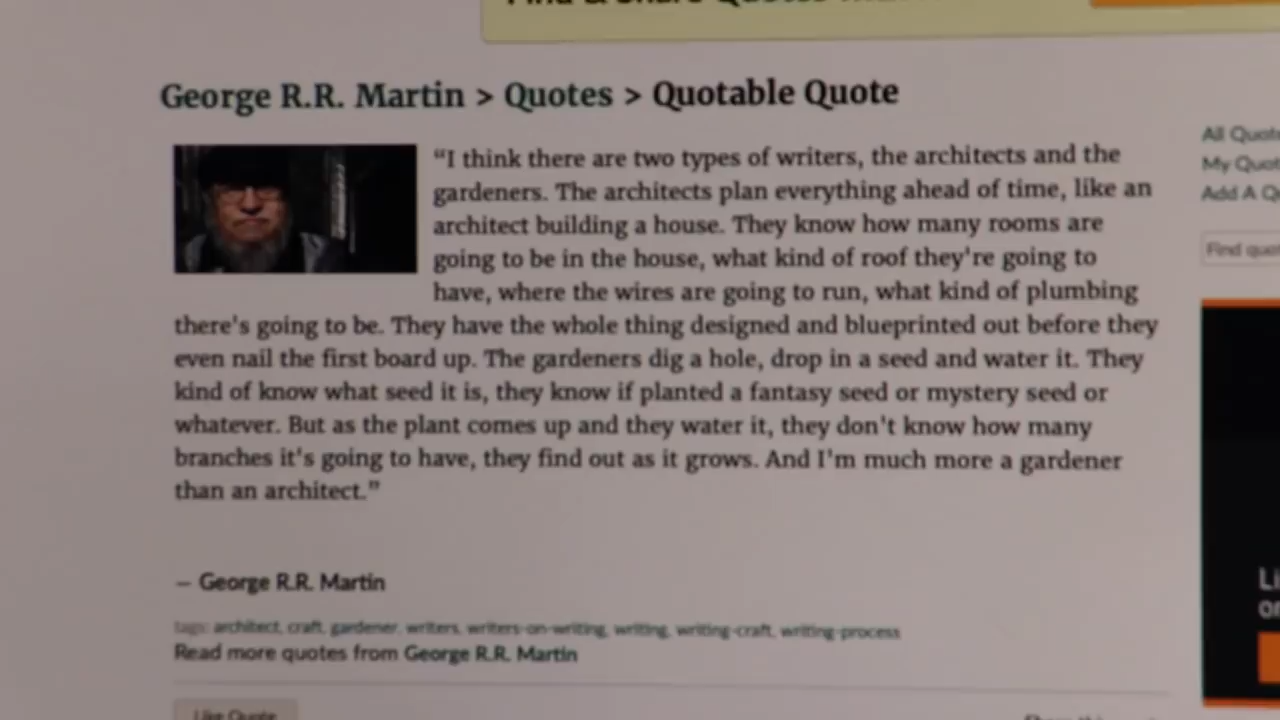 George R.R. Martin > Quotes > Quotable Quote
“I think there are two types of writers, the architects and the
gardeners. The architects plan everything ahead of time, like an
architect building a house. They know how many rooms are
going to be in the house, what kind of roof they're going to
have, where the wires are going to run, what kind of plumbing
there's going to be. They have the whole thing designed and blueprinted out before they
even nail the first board up. The gardeners dig a hole, drop in a seed and water it. They
kind of know what seed it is, they know if planted a fantasy seed or mystery seed or
whatever. But as the plant comes up and they water it, they don't know how many
branches it's going to have, they find out as it grows. And I'm much more a gardener
than an architect.”
― George R.R. Martin
tags: architect, craft, gardener, writers, writers-on-writing, writing, writing-craft, writing-process
Read more quotes from George R.R. Martin
Like Quote
All
My
Add A
Find